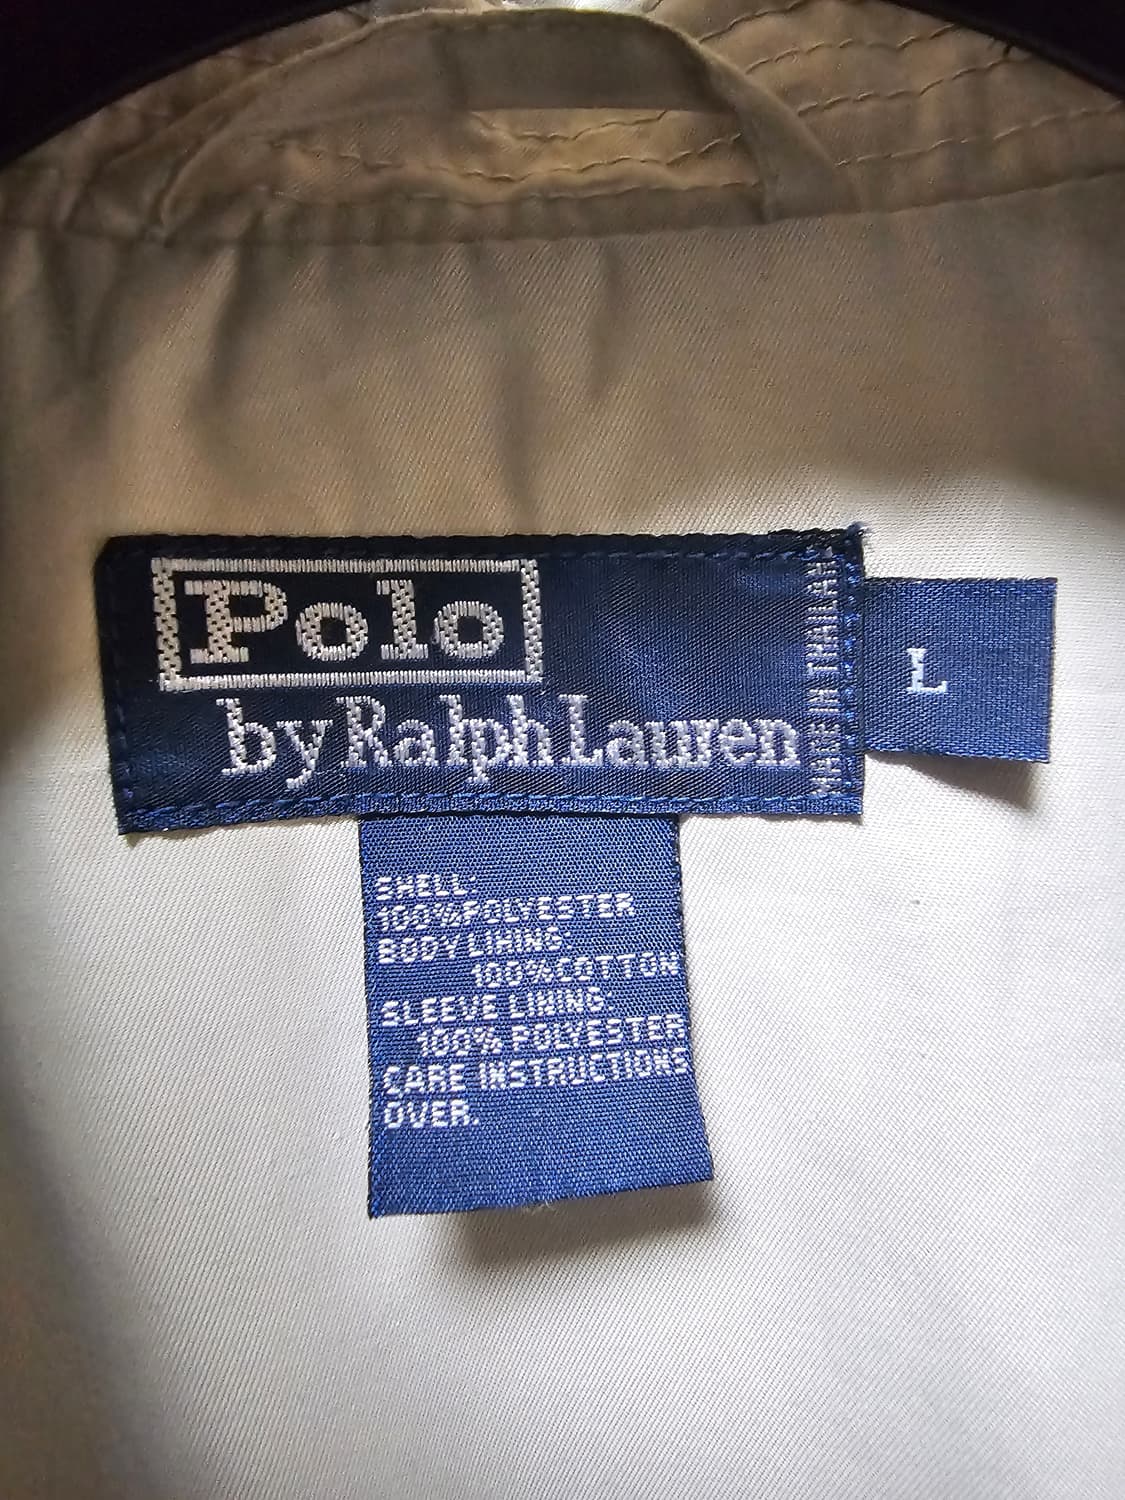 Polo
by Ralph Lauren
MADE IN THAILAND
L
SHELL:
100% POLYESTER
BODY LINING:
100% COTTON
SLEEVE LINING:
100% POLYESTER
CARE INSTRUCTIONS
OVER.